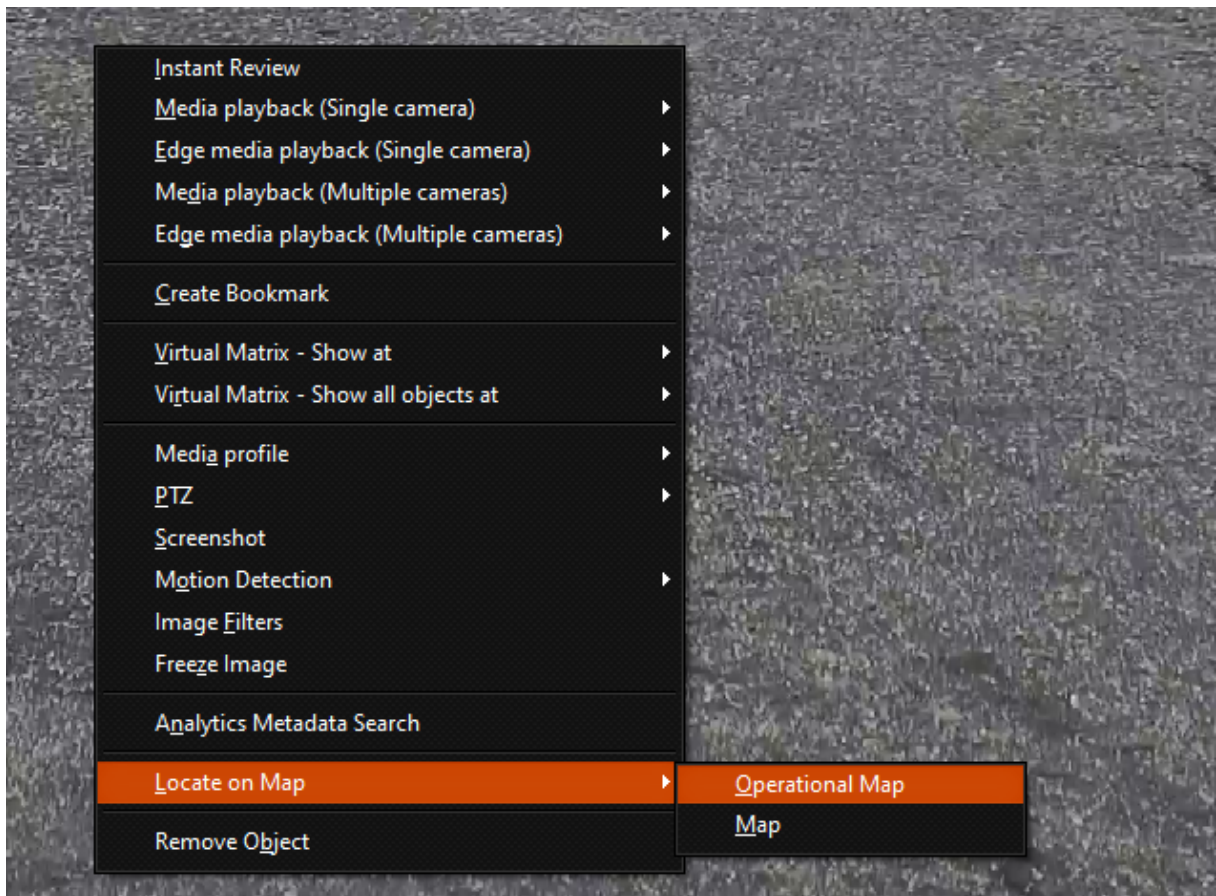 Instant Review
Media playback (Single camera)
Edge media playback (Single camera)
Media playback (Multiple cameras)
Edge media playback (Multiple cameras)
Create Bookmark
Virtual Matrix - Show at
Virtual Matrix - Show all objects at
Media profile
PTZ
Screenshot
Motion Detection
Image Filters
Freeze Image
Analytics Metadata Search
Locate on Map
Operational Map
Map
Remove Object